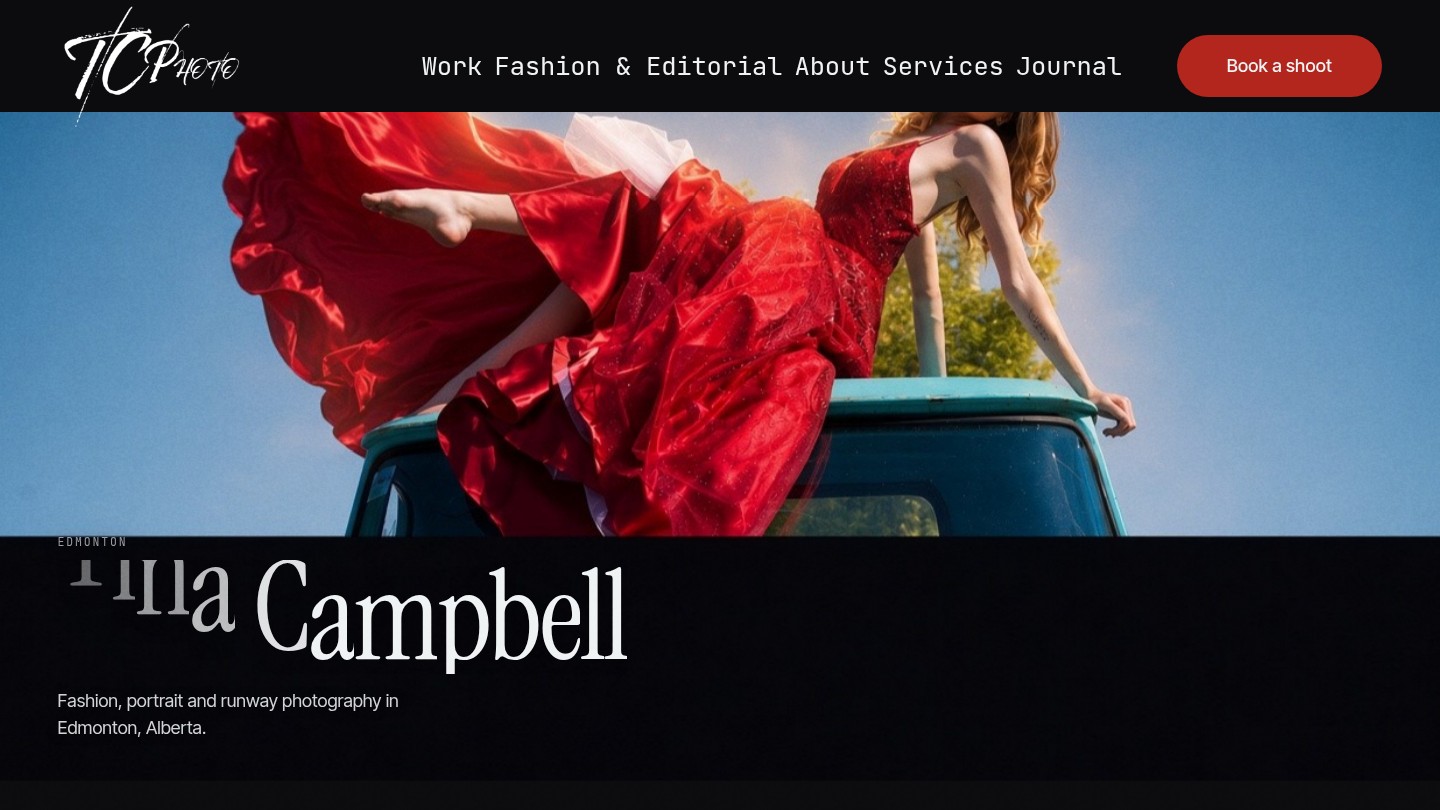 TCPHOTO
Work Fashion & Editorial About Services Journal
Book a shoot
EDMONTON
Tina Campbell
Fashion, portrait and runway photography in
Edmonton, Alberta.